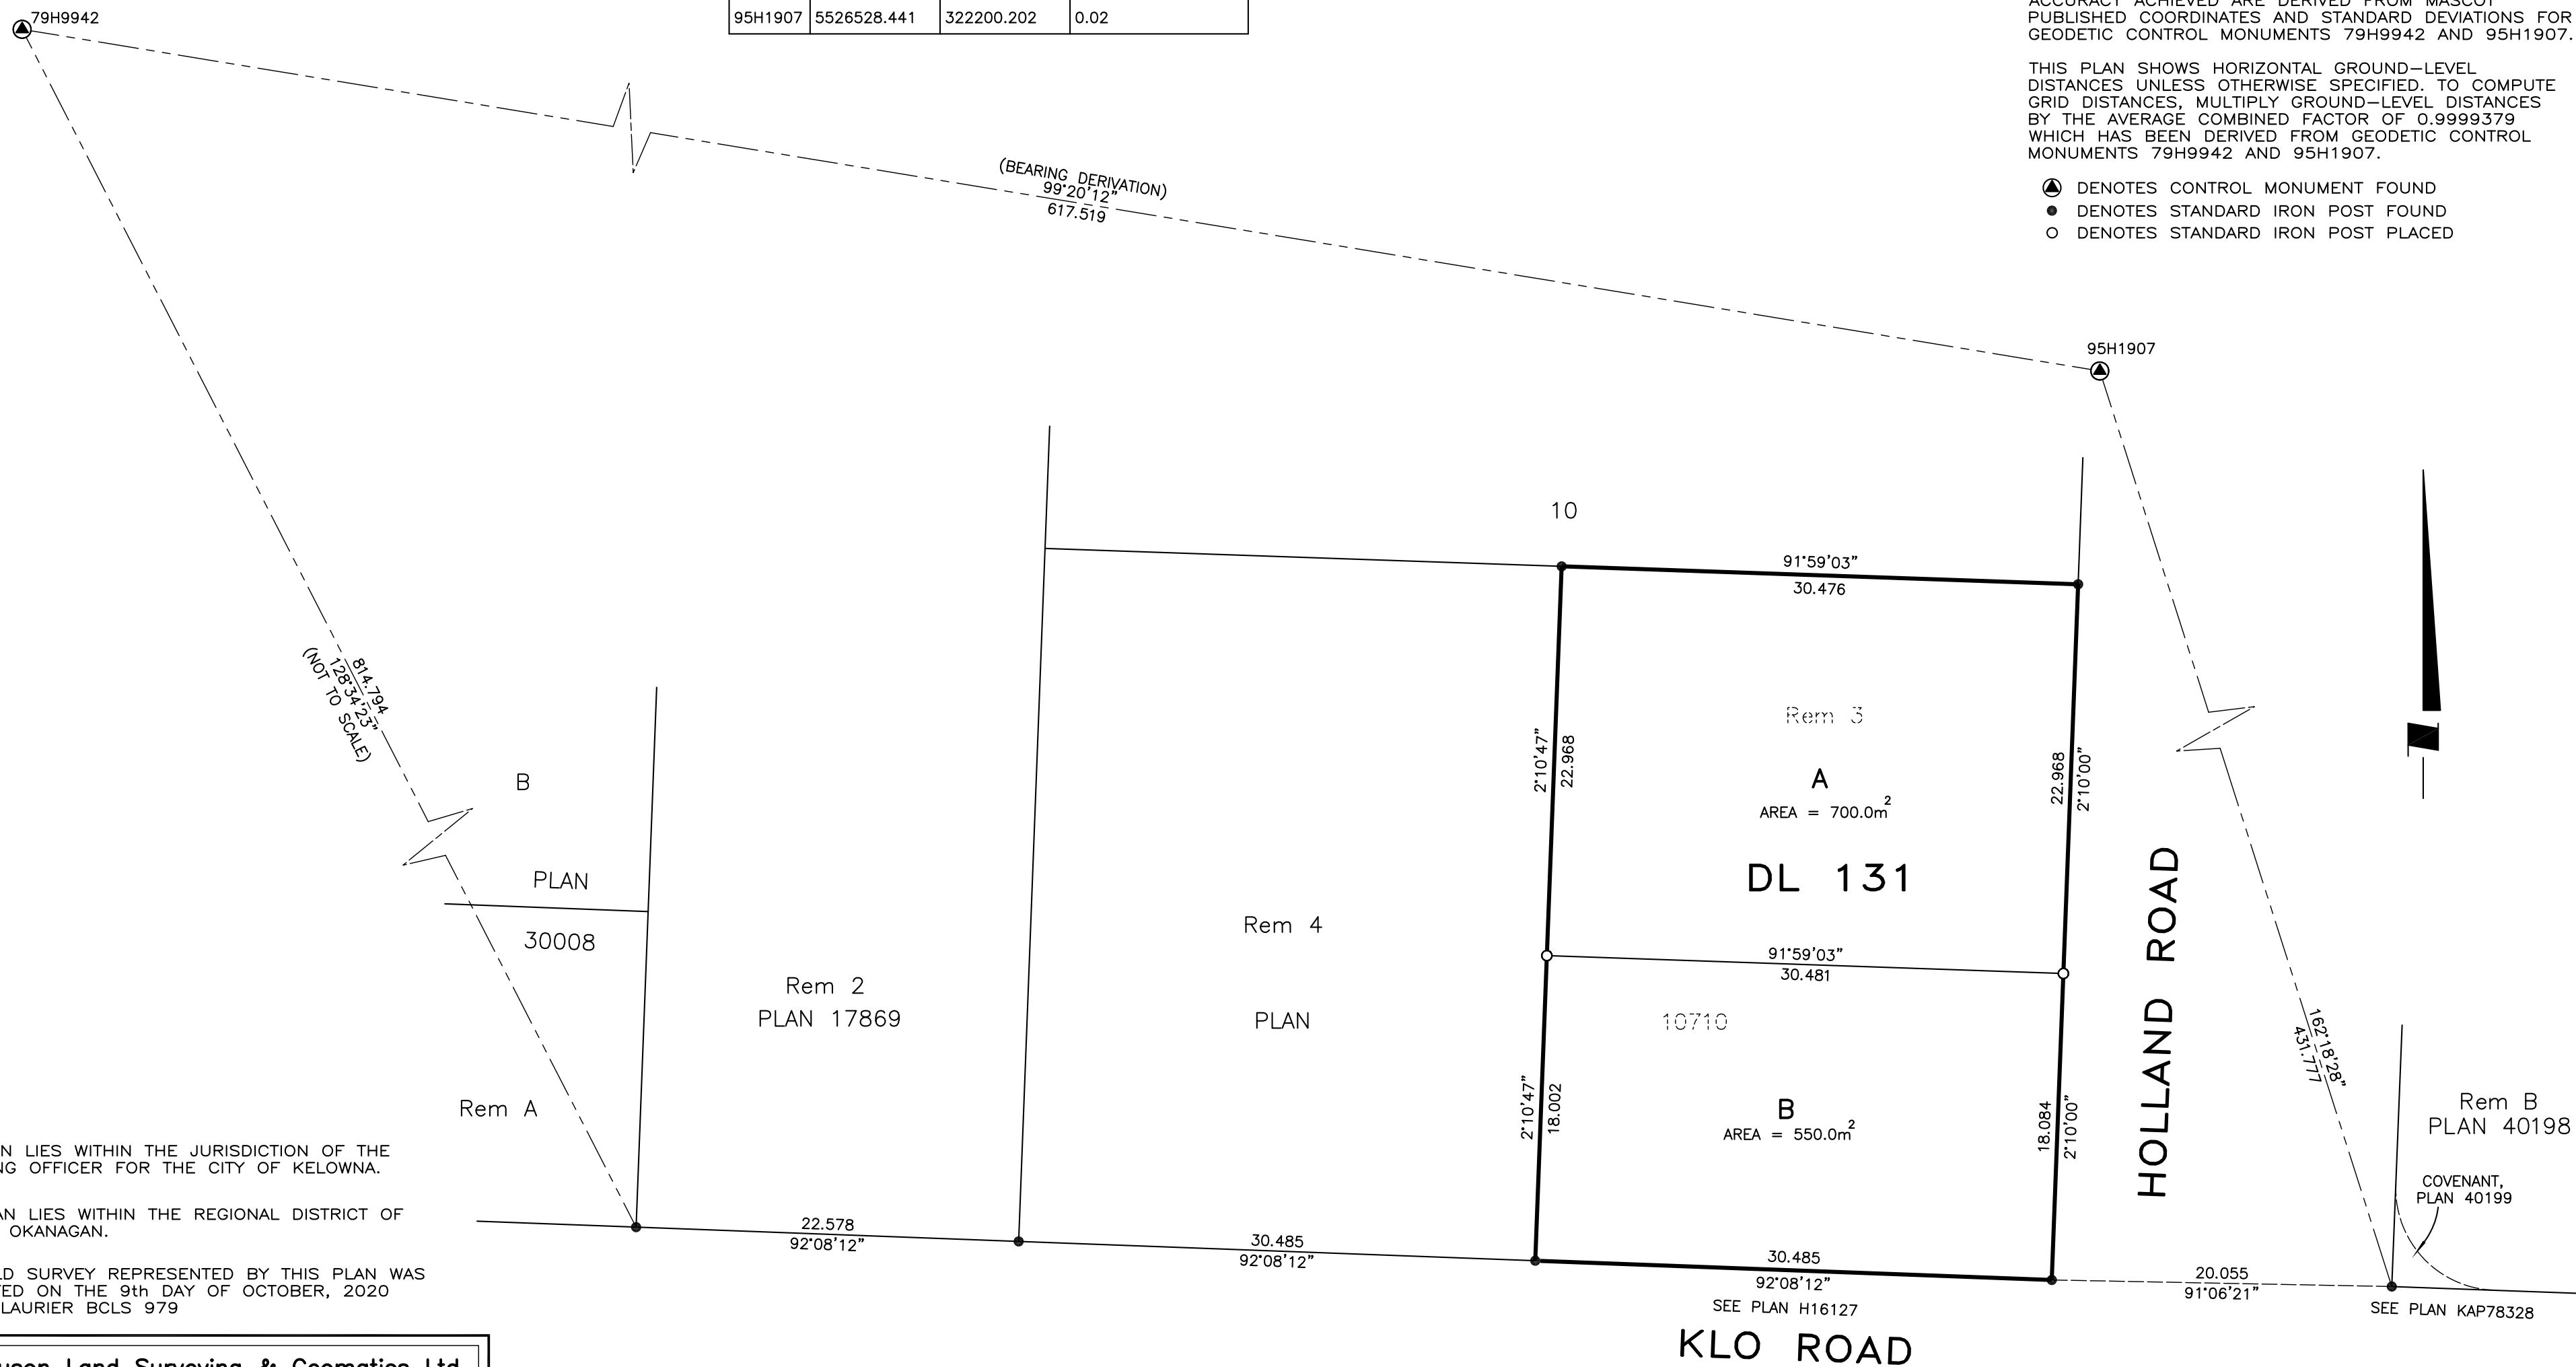 79H9942
95H1907 5526528.441 322200.202 0.02
ACCURACY ACHIEVED ARE DERIVED FROM MASCOT
PUBLISHED COORDINATES AND STANDARD DEVIATIONS FOR
GEODETIC CONTROL MONUMENTS 79H9942 AND 95H1907.
THIS PLAN SHOWS HORIZONTAL GROUND-LEVEL
DISTANCES UNLESS OTHERWISE SPECIFIED. TO COMPUTE
GRID DISTANCES, MULTIPLY GROUND-LEVEL DISTANCES
BY THE AVERAGE COMBINED FACTOR OF 0.9999379
WHICH HAS BEEN DERIVED FROM GEODETIC CONTROL
MONUMENTS 79H9942 AND 95H1907.
DENOTES CONTROL MONUMENT FOUND
DENOTES STANDARD IRON POST FOUND
DENOTES STANDARD IRON POST PLACED
(BEARING DERIVATION)
99°20'12"
617.519
95H1907
10
91°59'03"
30.476
814.794
128°34'23"
(NOT TO SCALE)
Rem 3
2°10'47"
22.968
A
AREA = 700.0m2
22.968
2°10'00"
N
B
PLAN
30008
DL 131
HOLLAND ROAD
Rem 4
PLAN
91°59'03"
30.481
Rem 2
PLAN 17869
10710
162°18'28"
431.777
Rem A
2°10'47"
18.002
B
AREA = 550.0m2
18.084
2°10'00"
Rem B
PLAN 40198
COVENANT,
PLAN 40199
N LIES WITHIN THE JURISDICTION OF THE
NG OFFICER FOR THE CITY OF KELOWNA.
AN LIES WITHIN THE REGIONAL DISTRICT OF
OKANAGAN.
22.578
92°08'12"
30.485
92°08'12"
30.485
92°08'12"
20.055
91°06'21"
SEE PLAN H16127
SEE PLAN KAP78328
LD SURVEY REPRESENTED BY THIS PLAN WAS
TED ON THE 9th DAY OF OCTOBER, 2020
LAURIER BCLS 979
KLO ROAD
uson Land Surveying & Geomatics Ltd